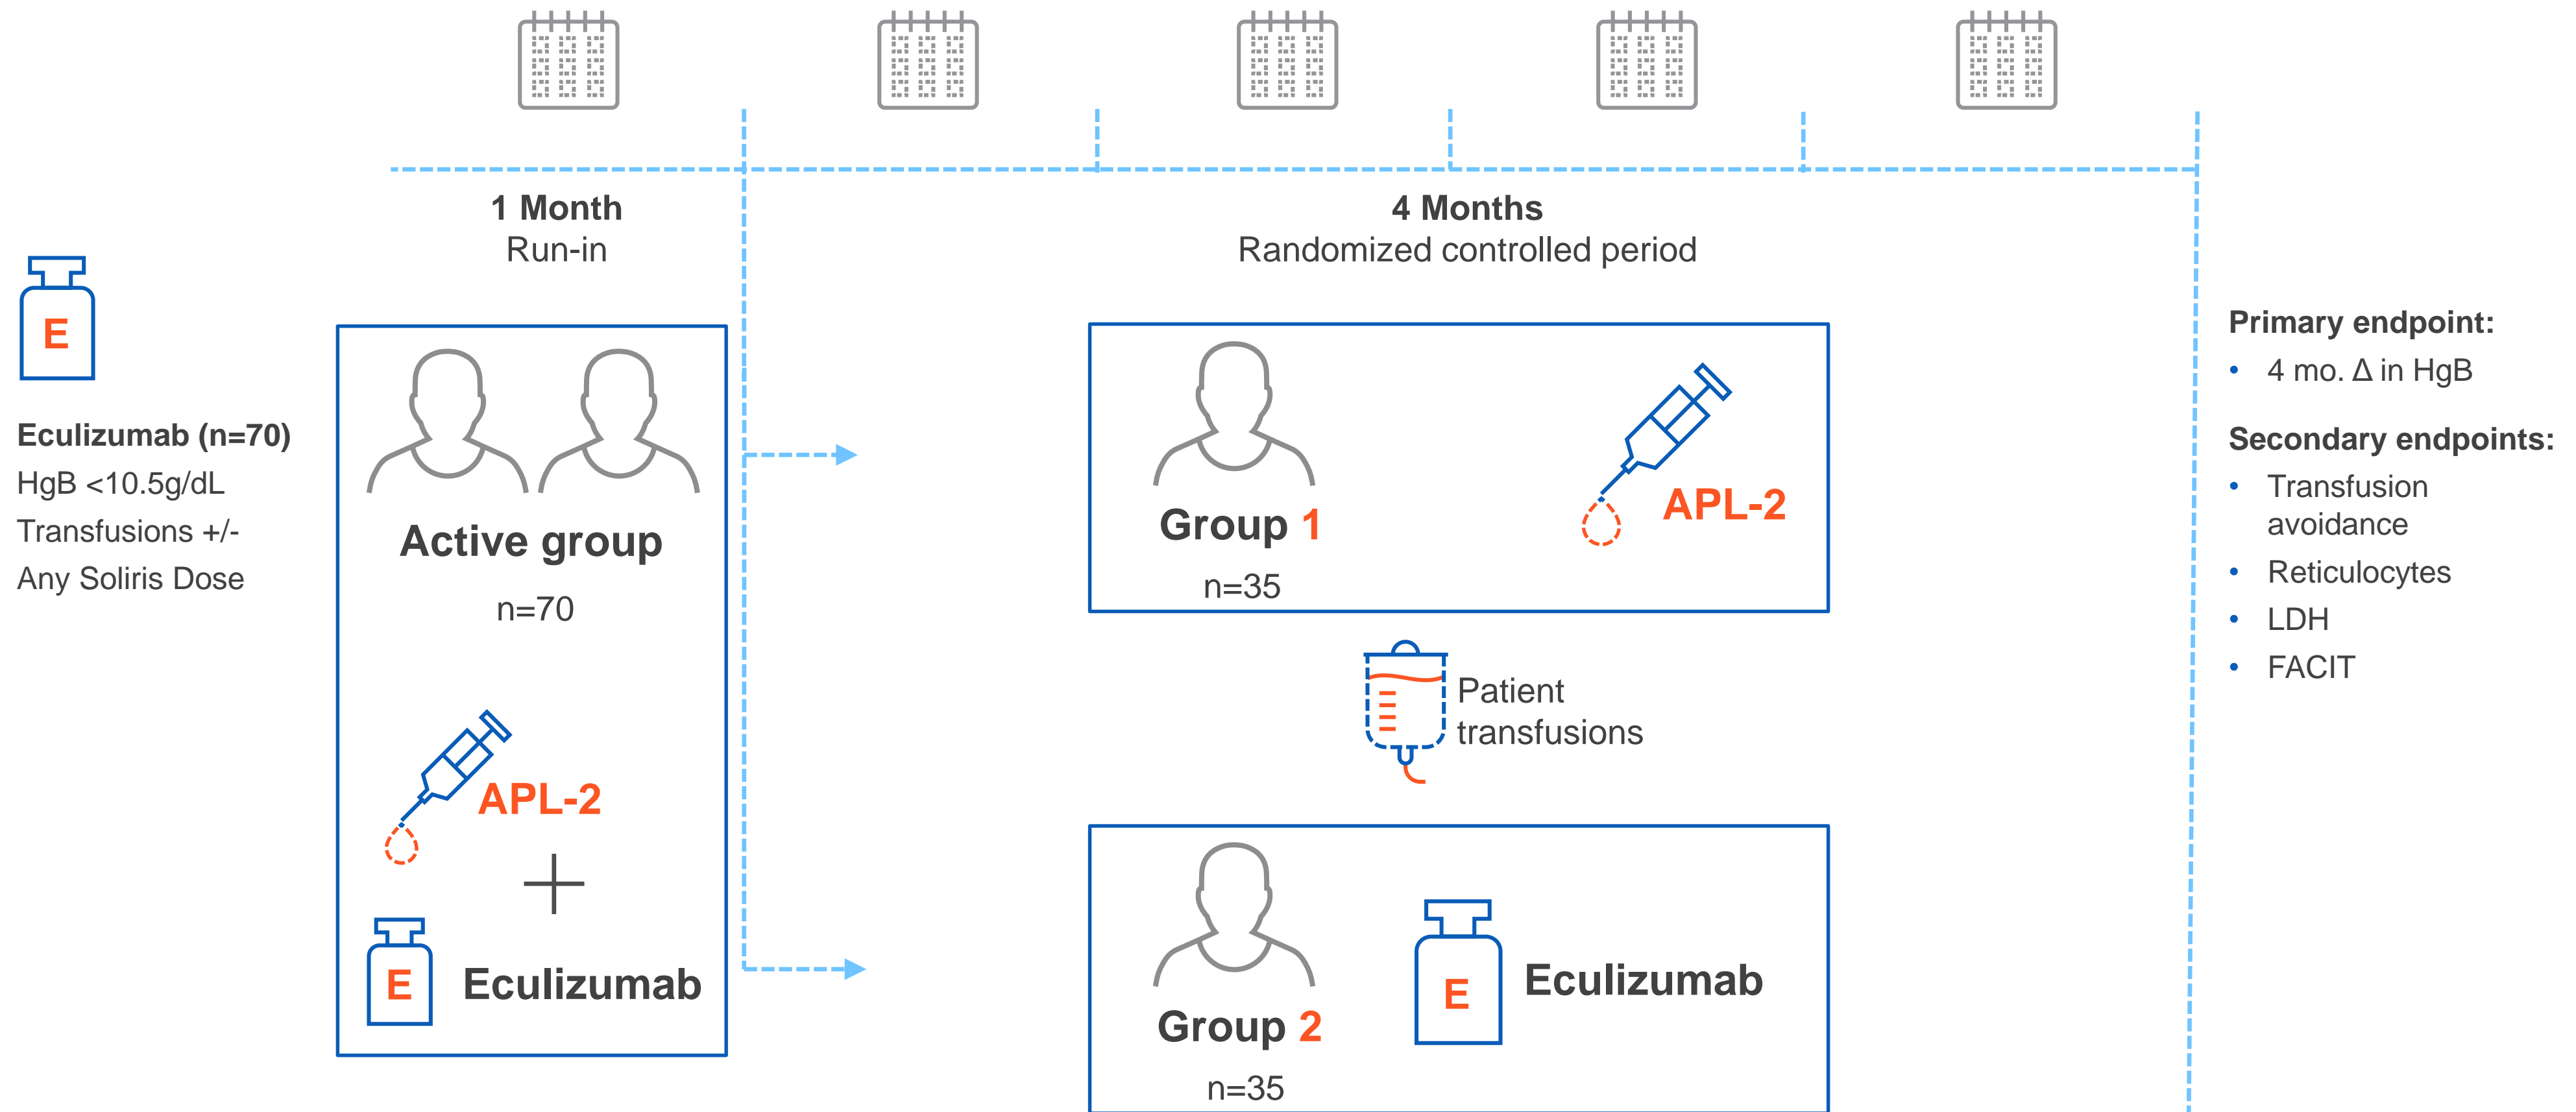 1 Month
Run-in
4 Months
Randomized controlled period
E
Eculizumab (n=70)
HgB <10.5g/dL
Transfusions +/-
Any Soliris Dose
Active group
n=70
APL-2
E
Eculizumab
Group 1
n=35
APL-2
Patient
transfusions
Group 2
n=35
E
Eculizumab
Primary endpoint:
• 4 mo. Δ in HgB
Secondary endpoints:
• Transfusion
avoidance
• Reticulocytes
• LDH
• FACIT